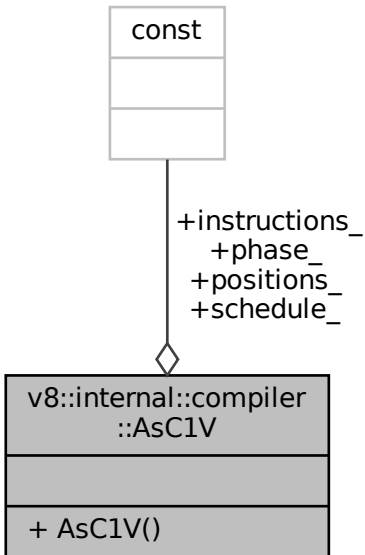 const
+instructions_
+phase_
+positions_
+schedule_
v8::internal::compiler
::AsC1V
+ AsC1V()